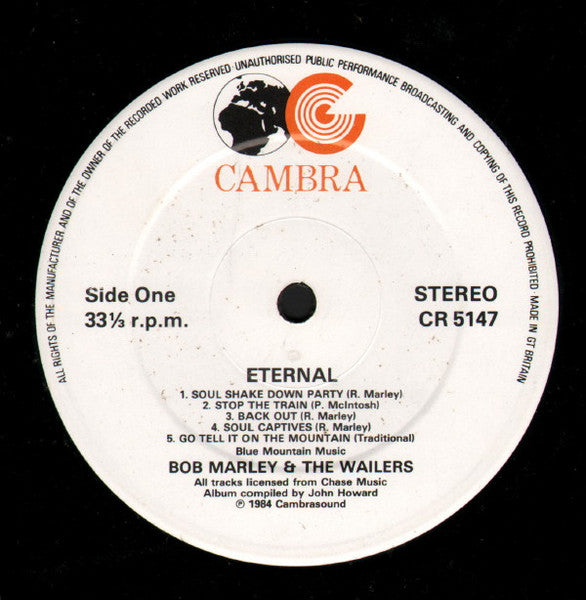 ALL RIGHTS OF THE MANUFACTURER AND OF THE OWNER OF THE RECORDED WORK RESERVED · UNAUTHORISED PUBLIC PERFORMANCE BROADCASTING AND COPYING OF THIS RECORD PROHIBITED · MADE IN GT BRITAIN
CAMBRA
Side One
33⅓ r.p.m.
STEREO
CR 5147
ETERNAL
1. SOUL SHAKE DOWN PARTY (R. Marley)
2. STOP THE TRAIN (P. McIntosh)
3. BACK OUT (R. Marley)
4. SOUL CAPTIVES (R. Marley)
5. GO TELL IT ON THE MOUNTAIN (Traditional)
Blue Mountain Music
BOB MARLEY & THE WAILERS
All tracks licensed from Chase Music
Album compiled by John Howard
℗ 1984 Cambrasound